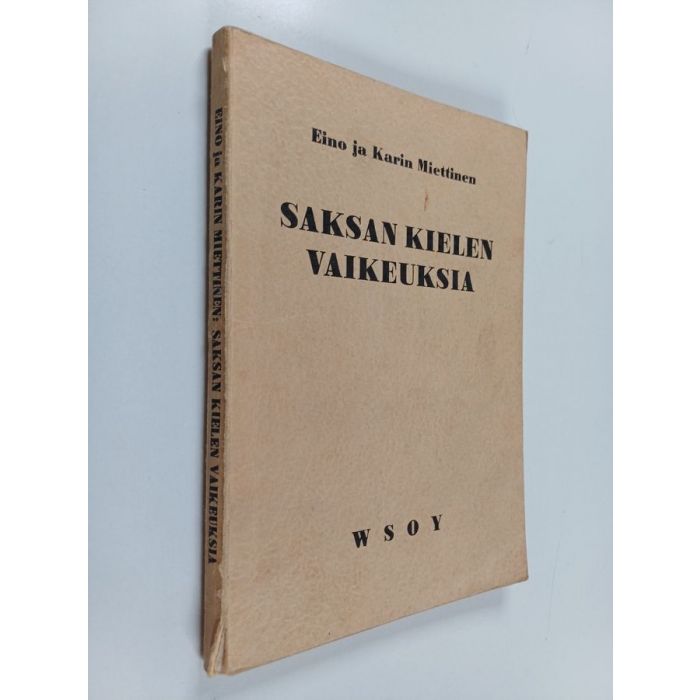 Eino ja Karin Miettinen
SAKSAN KIELEN
VAIKEUKSIA
WSOY
EINO ja KARIN MIETTINEN: SAKSAN KIELEN VAIKEUKSIA